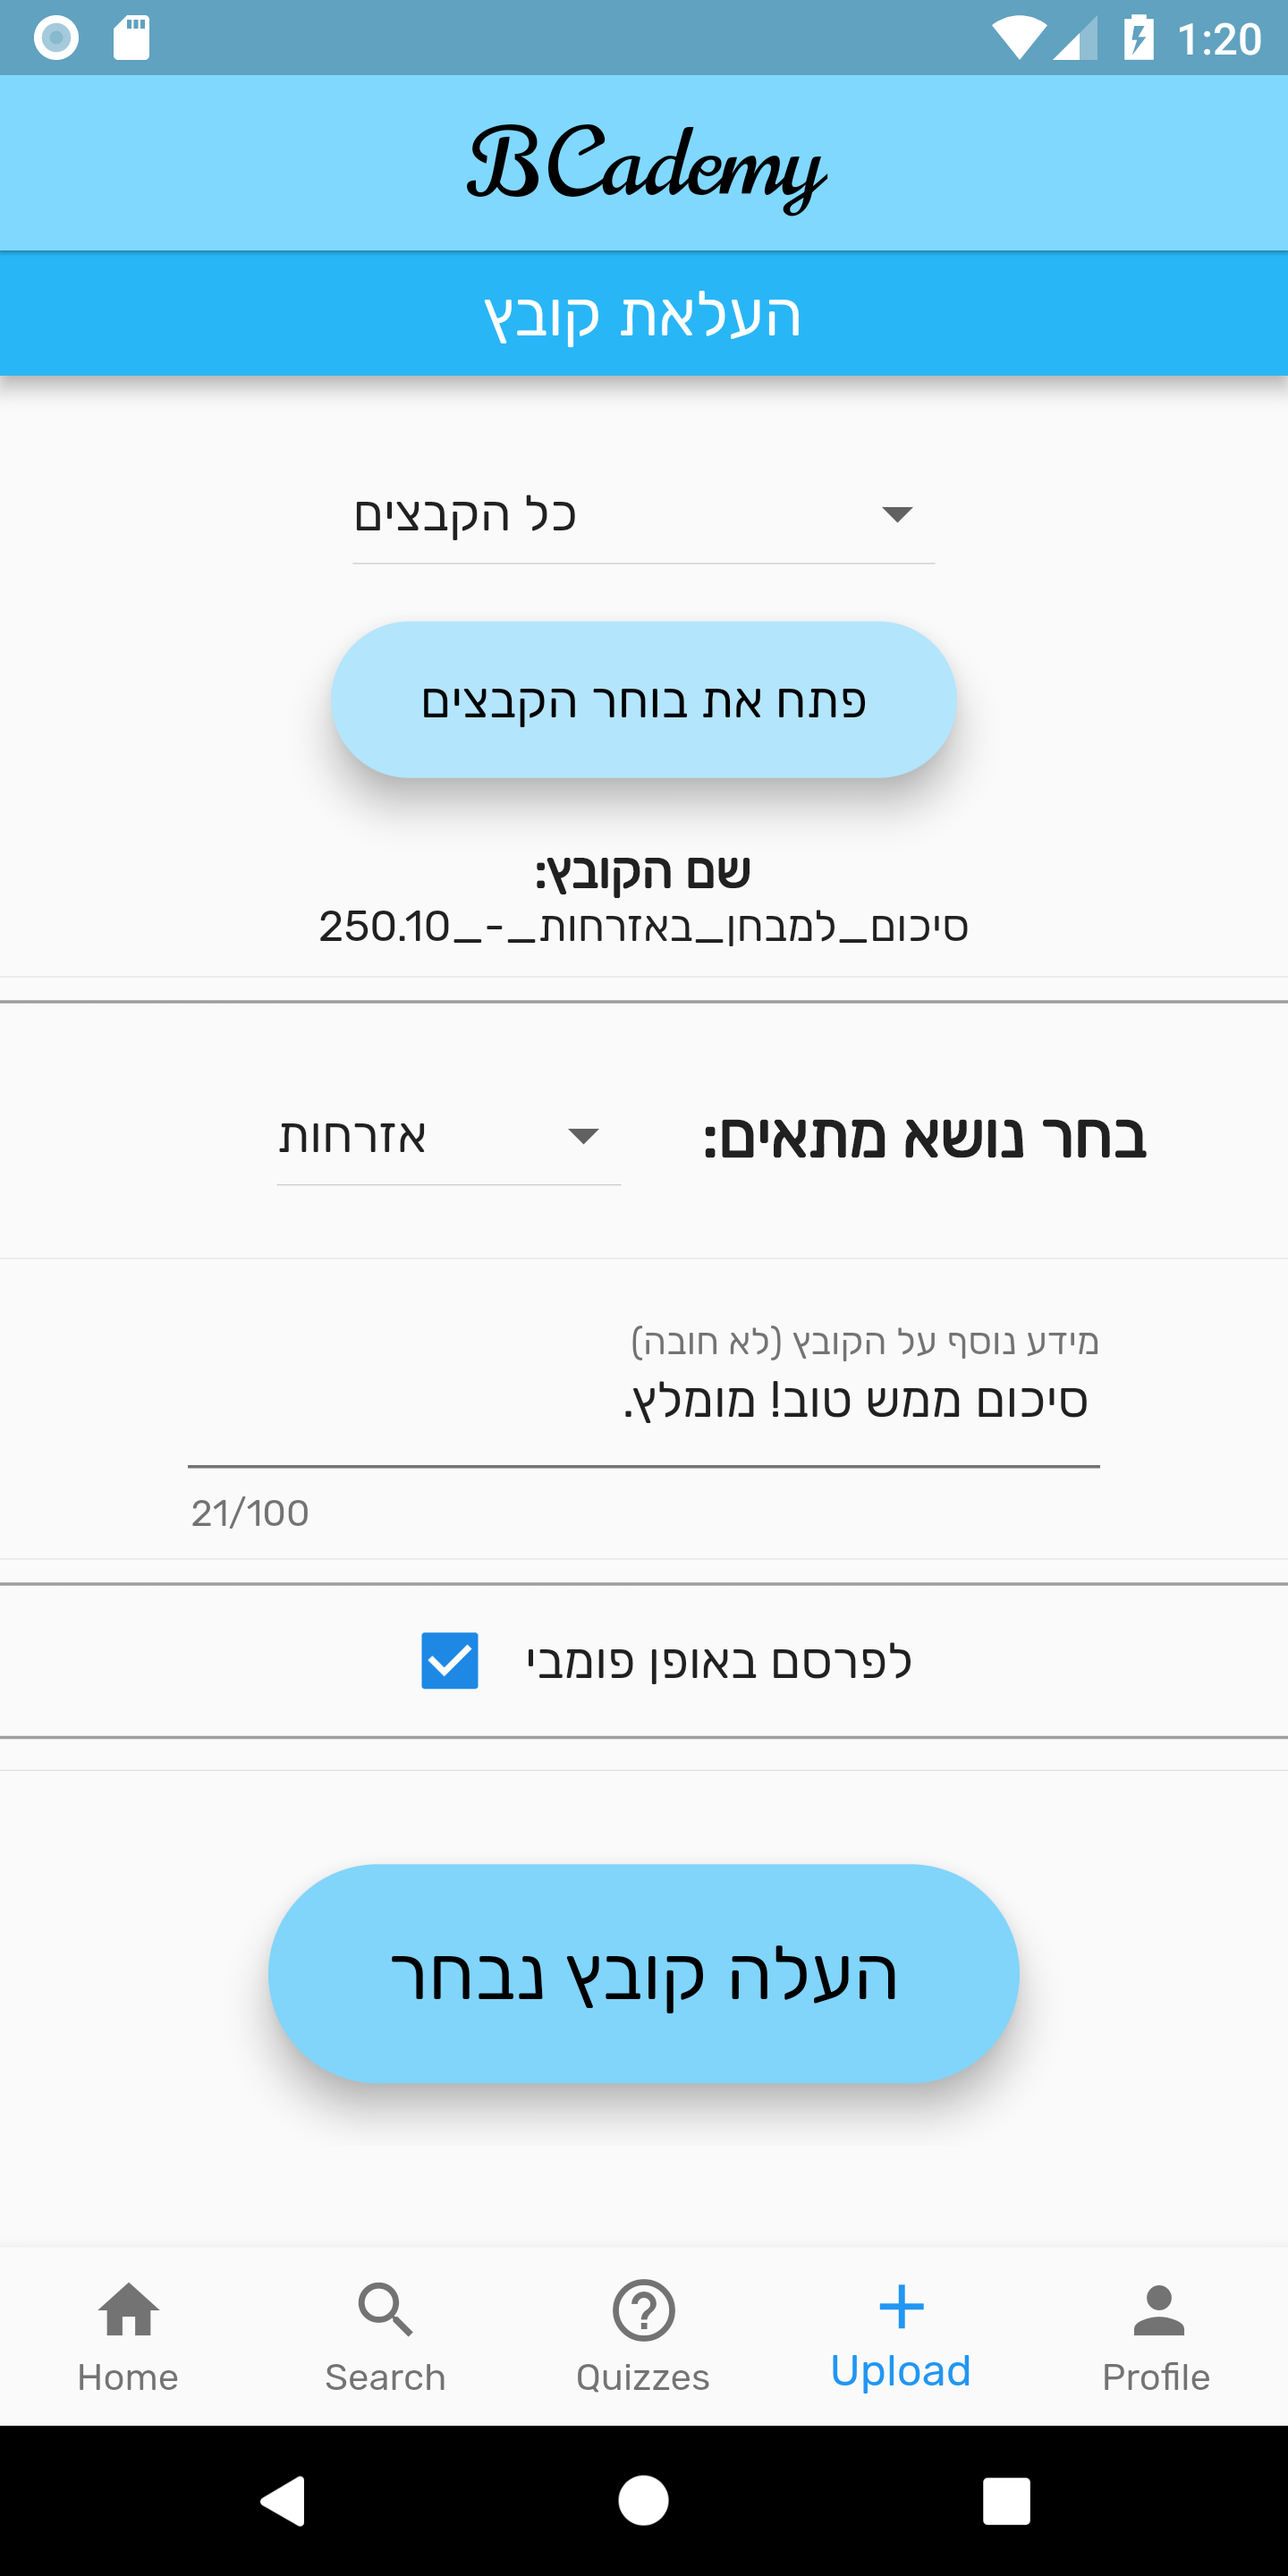 1:20
BCademy
העלאת קובץ
כל הקבצים
פתח את בוחר הקבצים
שם הקובץ:
סיכום_למבחן_באזרחות_-_250.10
בחר נושא מתאים:
אזרחות
מידע נוסף על הקובץ (לא חובה)
סיכום ממש טוב! מומלץ.
21/100
לפרסם באופן פומבי
העלה קובץ נבחר
Home
Search
Quizzes
Upload
Profile